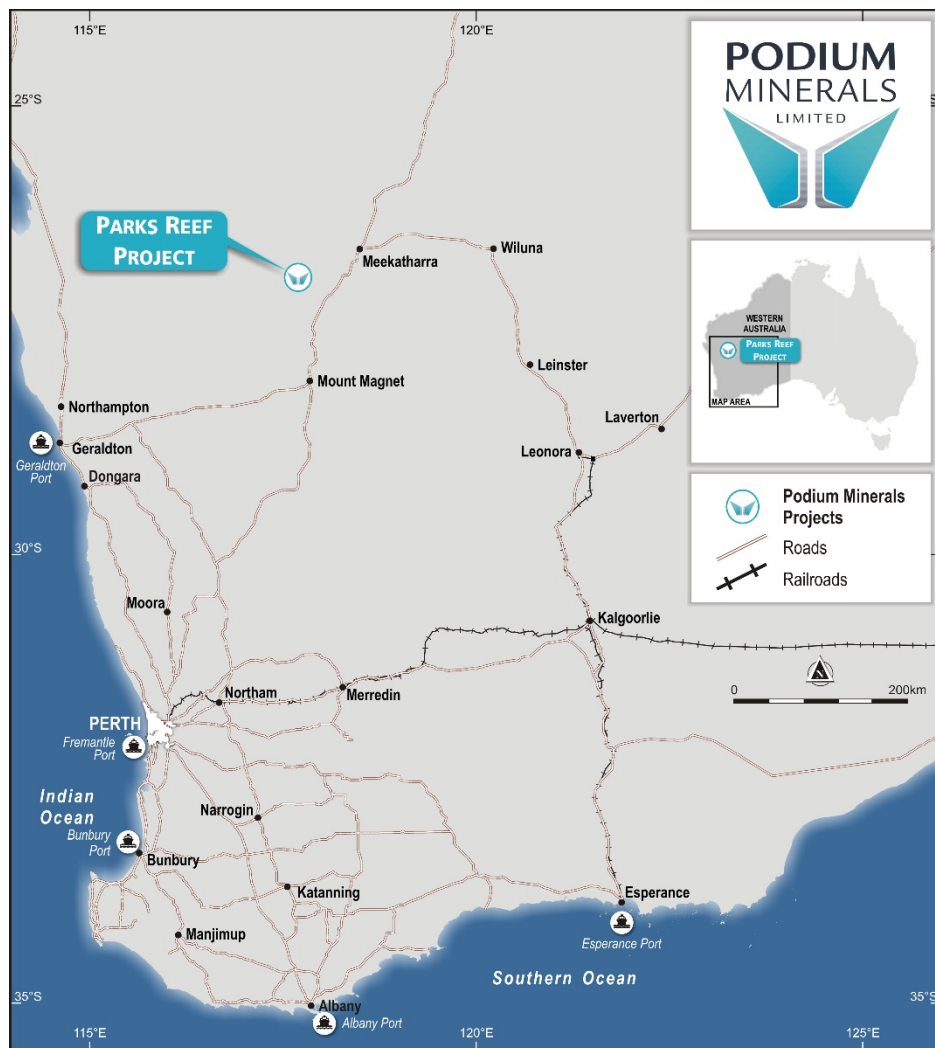 115°E
120°E
25°S
S
PODIUM
MINERALS
LIMITED
PARKS REEF
PROJECT
Meekatharra
Wiluna
WESTERN
AUSTRALIA
PARKS REEF
PROJECT
MAP AREA
Leinster
Mount Magnet
Northampton
Laverton
Geraldton
Geraldton
Port
Leonora
Dongara
Podium Minerals
Projects
Roads
Railroads
30°S
Moora
Kalgoorlie
Northam
Merredin
0
200km
PERTH
Fremantle
Port
Indian
Ocean
Narrogin
Bunbury
Port
Bunbury
Katanning
Esperance
Manjimup
Esperance Port
Southern Ocean
35°S
35°S
Albany
Albany Port
115°E
120°E
125°E